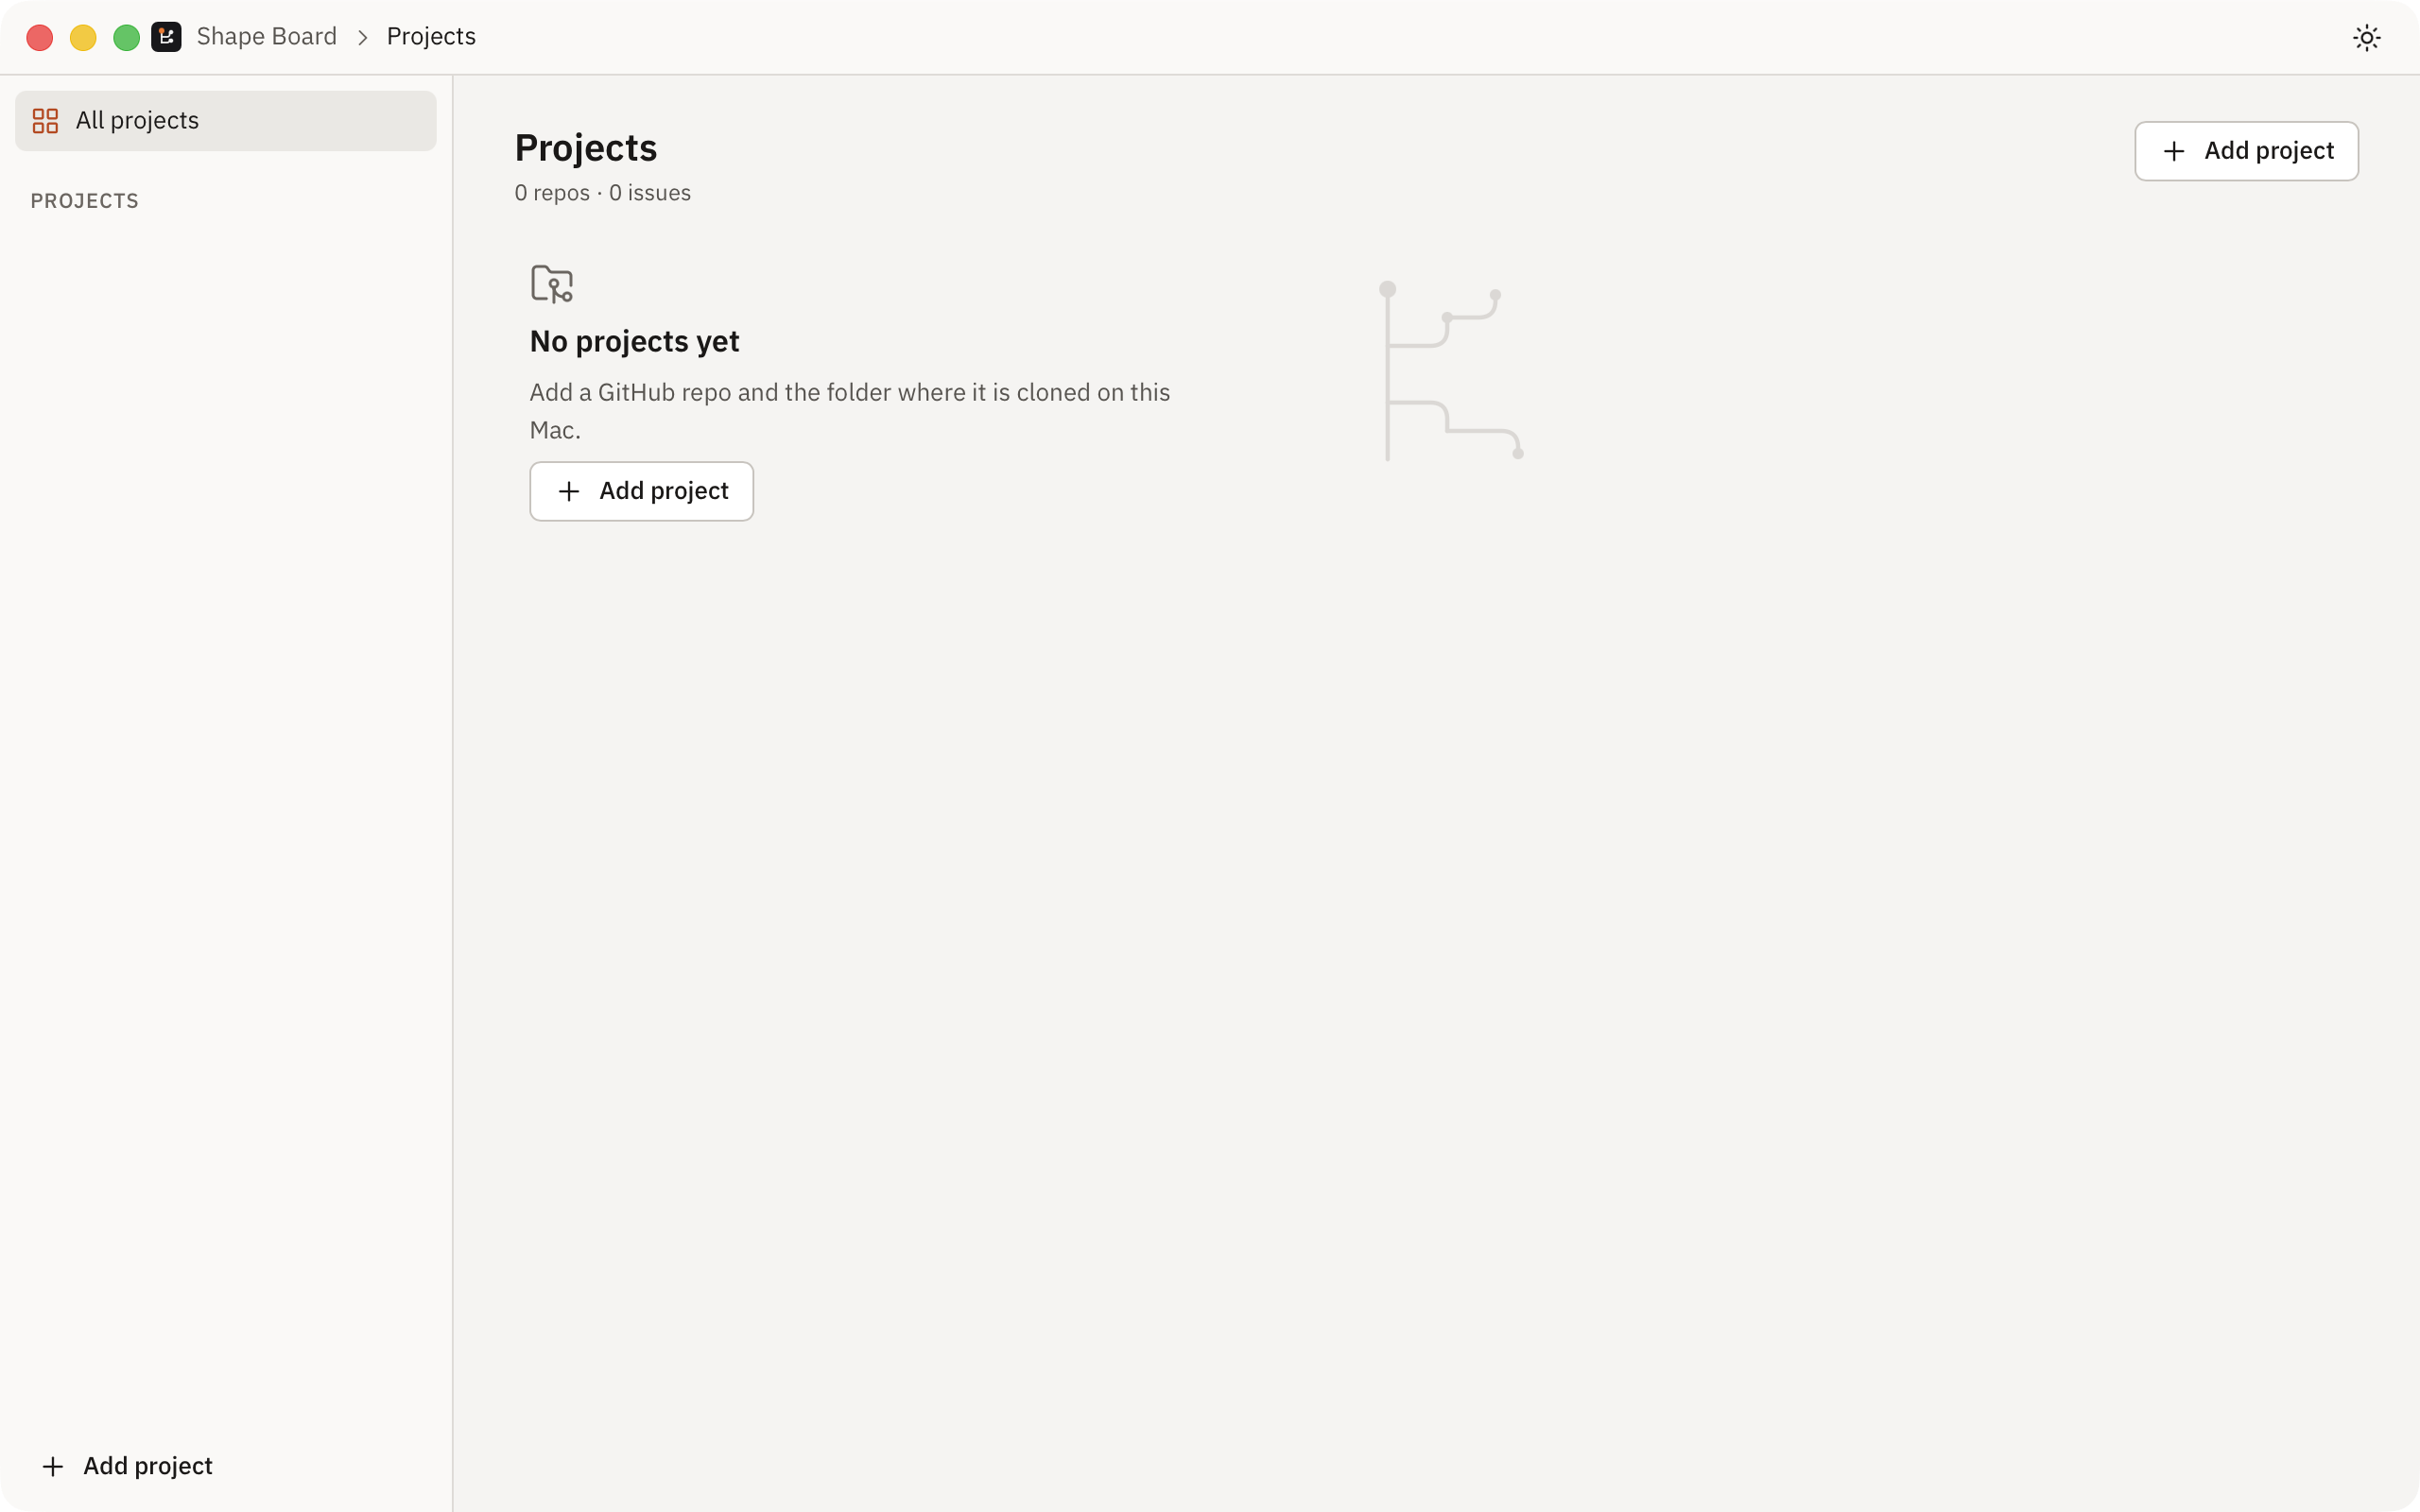 Shape Board > Projects
All projects
PROJECTS
Projects
0 repos · 0 issues
Add project
No projects yet
Add a GitHub repo and the folder where it is cloned on this
Mac.
Add project
Add project